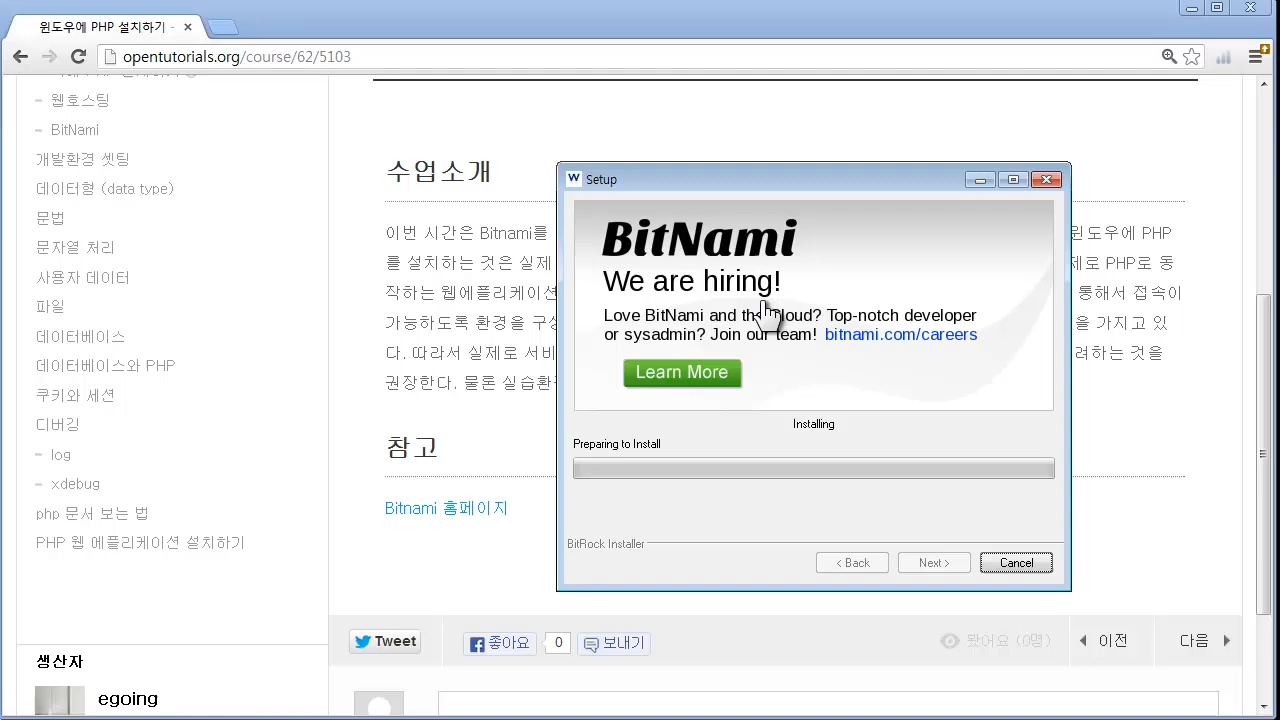 윈도우에 PHP 설치하기 -
opentutorials.org/course/62/5103
- 웹호스팅
- BitNami
개발환경 셋팅
데이터형 (data type)
문법
문자열 처리
사용자 데이터
파일
데이터베이스
데이터베이스와 PHP
쿠키와 세션
디버깅
- log
- xdebug
php 문서 보는 법
PHP 웹 에플리케이션 설치하기
생산자
egoing
수업소개
이번 시간은 Bitnami를 윈도우에 PHP
를 설치하는 것은 실제 제로 PHP로 동
작하는 웹에플리케이션 통해서 접속이
가능하도록 환경을 구성 을 가지고 있
다. 따라서 실제로 서비 려하는 것을
권장한다. 물론 실습환경
참고
Bitnami 홈페이지
Setup
BitNami
We are hiring!
Love BitNami and the Cloud? Top-notch developer
or sysadmin? Join our team! bitnami.com/careers
Learn More
Installing
Preparing to Install
BitRock Installer
< Back
Next >
Cancel
Tweet
좋아요
0
보내기
봤어요 (0명)
이전
다음